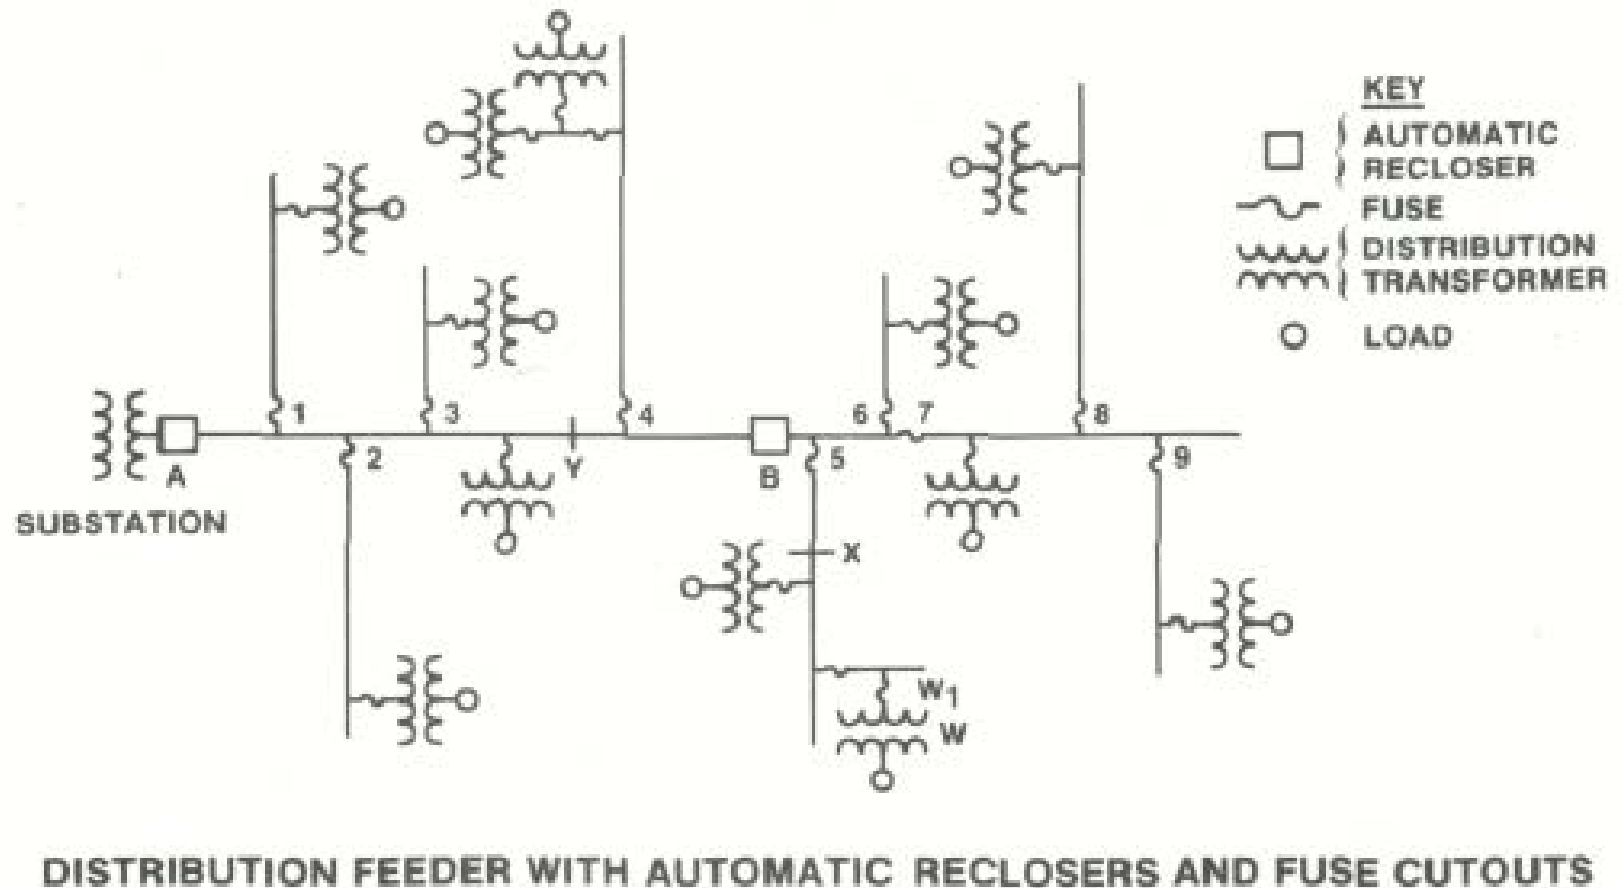 KEY
AUTOMATIC
RECLOSER
FUSE
DISTRIBUTION
TRANSFORMER
LOAD
1
3
4
6 7
8
A
2
Y
B
5
9
SUBSTATION
X
W1
W
DISTRIBUTION FEEDER WITH AUTOMATIC RECLOSERS AND FUSE CUTOUTS